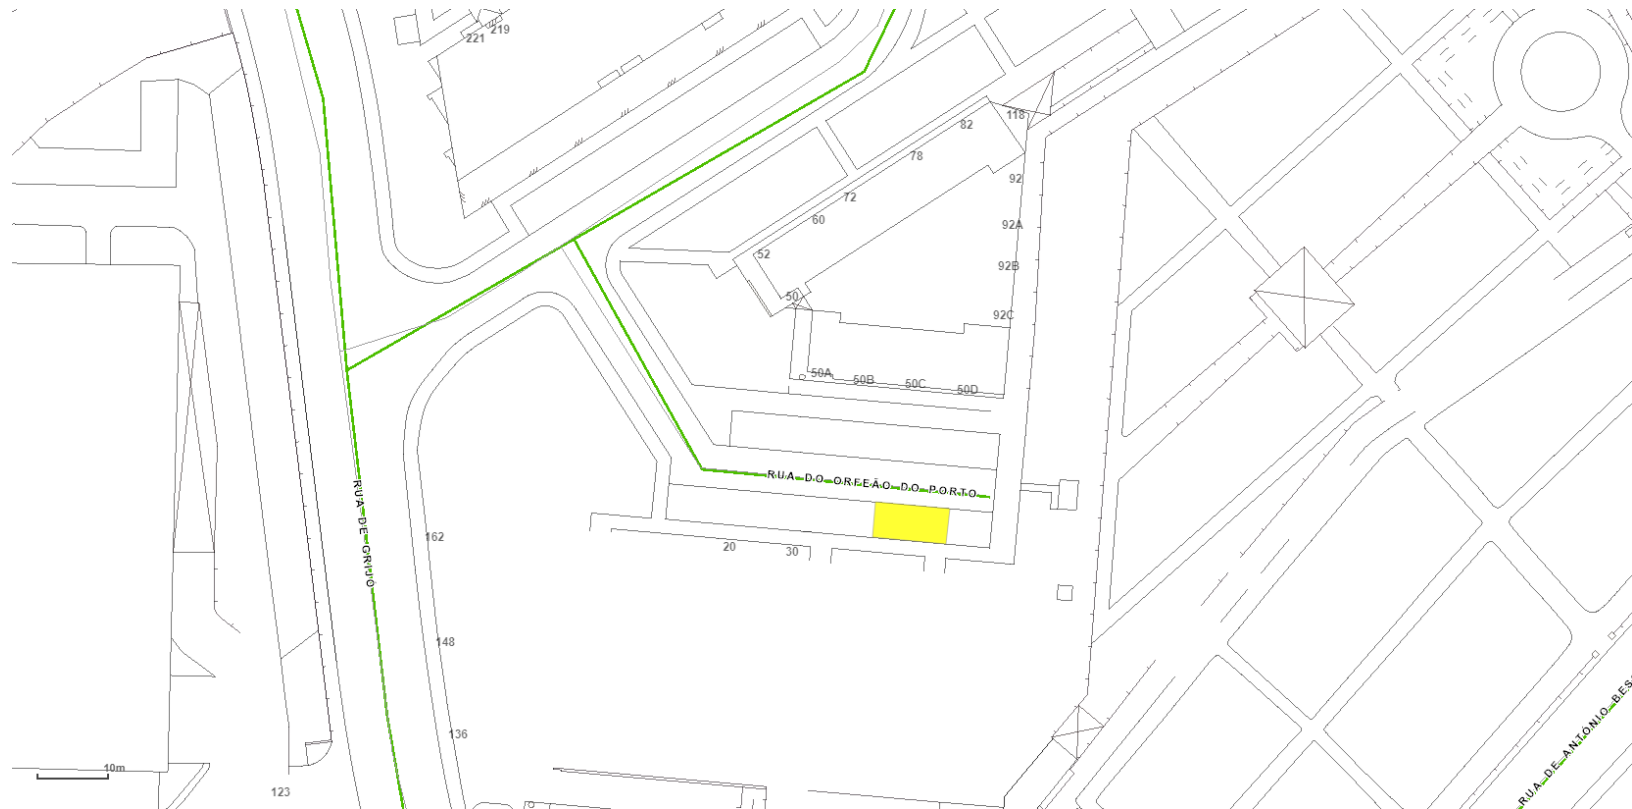 219
221
118
82
78
92
72
60
92A
52
92B
50
92C
50A
50B
50C
50D
RUA DO ORFEÃO DO PORTO
RUA DE GRIJÓ
162
20
30
148
136
RUA DE ANTÓNIO BES
10m
123